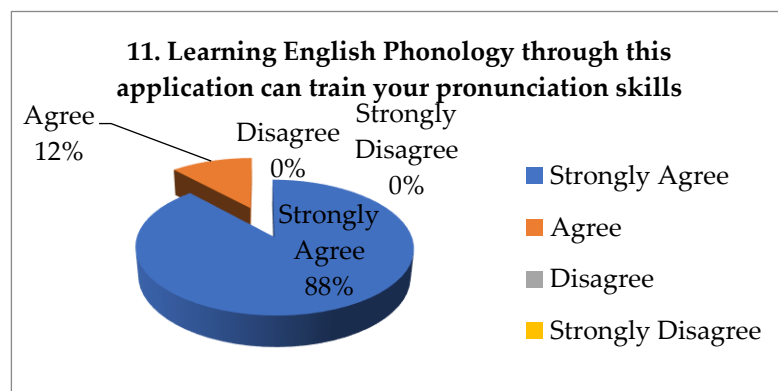 11. Learning English Phonology through this
application can train your pronunciation skills
Agree
12%
Disagree
0%
Strongly
Disagree
0%
Strongly
Agree
88%
Strongly Agree
Agree
Disagree
Strongly Disagree